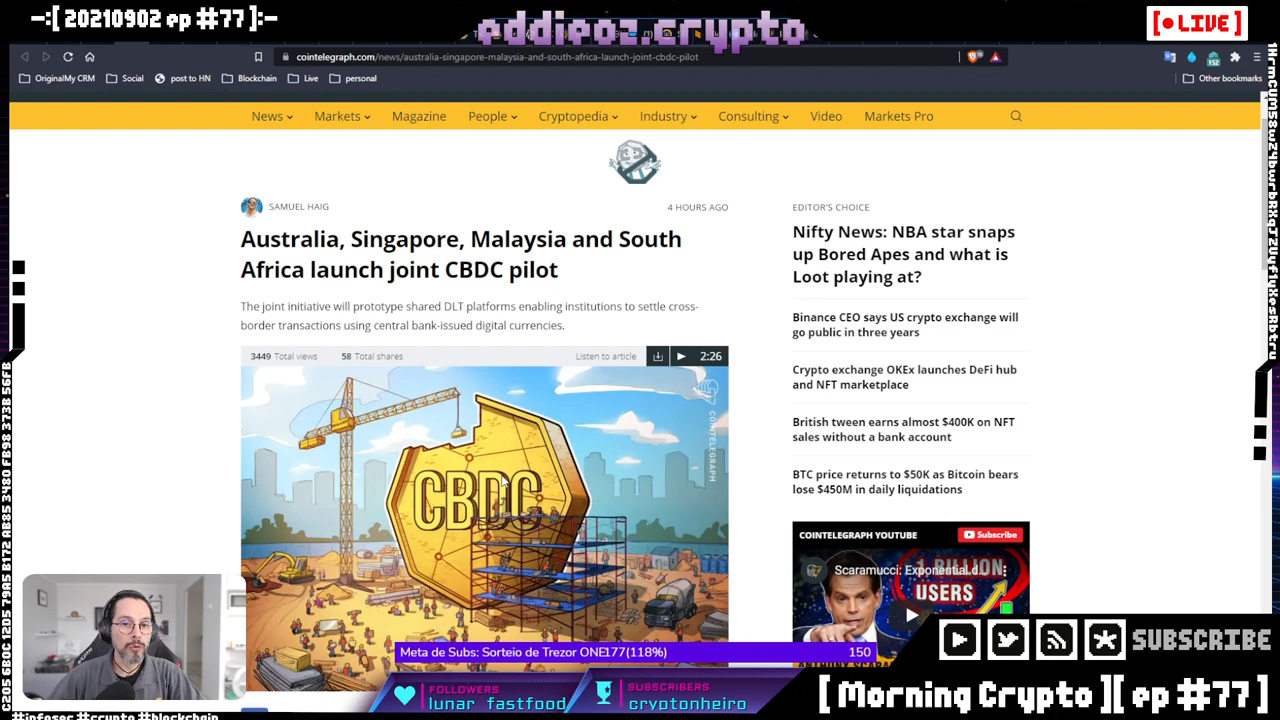 -:[ 20210902 ep #77 ]:-
eddieoz crypto
[● LIVE ]
cointelegraph.com/news/australia-singapore-malaysia-and-south-africa-launch-joint-cbdc-pilot
152
OriginalMy CRM
Social
post to HN
Blockchain
Live
personal
Other bookmarks
News
Markets
Magazine
People
Cryptopedia
Industry
Consulting
Video
Markets Pro
SAMUEL HAIG
4 HOURS AGO
Australia, Singapore, Malaysia and South
Africa launch joint CBDC pilot
The joint initiative will prototype shared DLT platforms enabling institutions to settle cross-
border transactions using central bank-issued digital currencies.
3449 Total views
58 Total shares
Listen to article
2:26
COINTELEGRAPH
CBDC
EDITOR'S CHOICE
Nifty News: NBA star snaps
up Bored Apes and what is
Loot playing at?
Binance CEO says US crypto exchange will
go public in three years
Crypto exchange OKEx launches DeFi hub
and NFT marketplace
British tween earns almost $400K on NFT
sales without a bank account
BTC price returns to $50K as Bitcoin bears
lose $450M in daily liquidations
COINTELEGRAPH YOUTUBE
Subscribe
Scaramucci: Exponential d...
BILLION
USERS
Meta de Subs: Sorteio de Trezor ONE177(118%)
150
FOLLOWERS
lunar_fastfood
SUBSCRIBERS
cryptonheiro
SUBSCRIBE
[ Morning Crypto ][ ep #77 ]
#infosec #crypto #blockchain